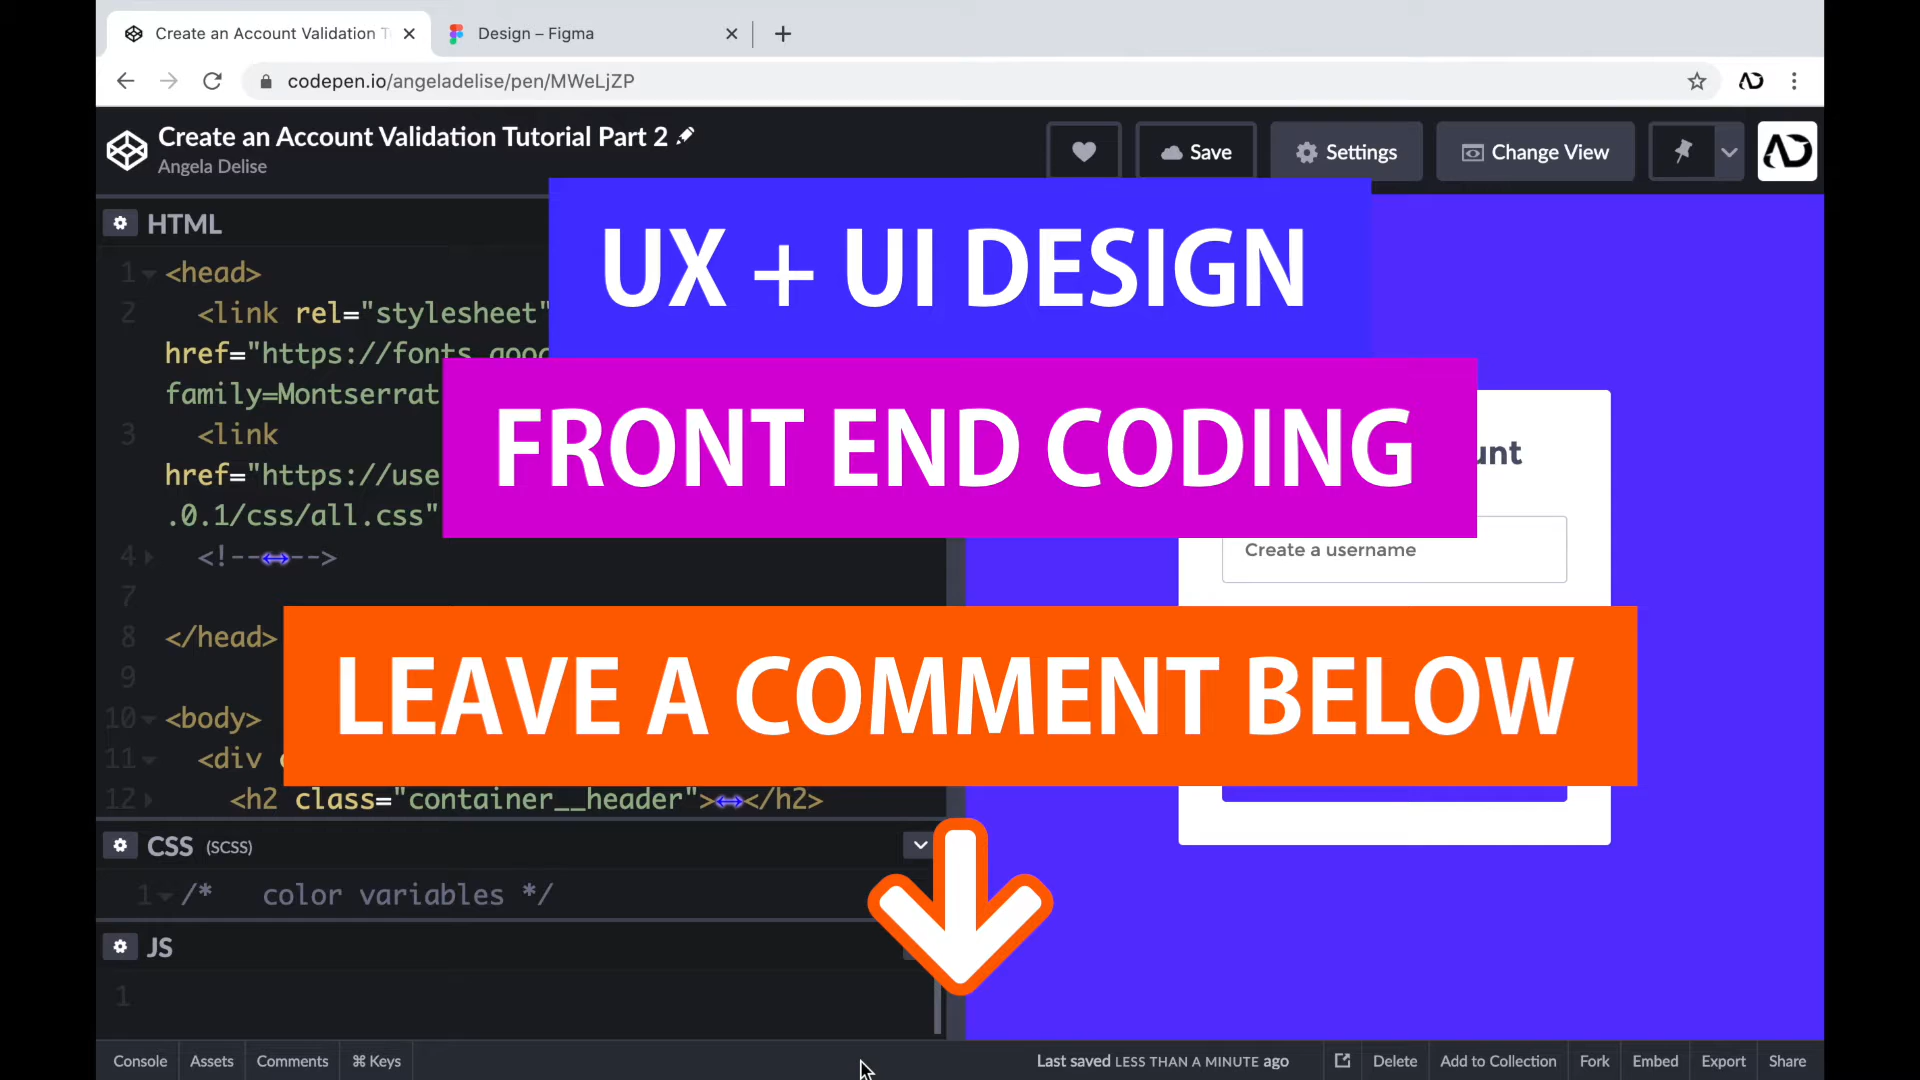 Create an Account Validation T
Design – Figma
codepen.io/angeladelise/pen/MWeLjZP
Create an Account Validation Tutorial Part 2
Angela Delise
Save
Settings
Change View
HTML
UX + UI DESIGN
1 <head>
2 <link rel="stylesheet"
href="https://fonts.goog
family=Montserrat
FRONT END CODING
3 <link
href="https://use
.0.1/css/all.css"
unt
4 <!--↔-->
Create a username
7
8 </head>
9
LEAVE A COMMENT BELOW
10 <body>
11 <div
12 <h2 class="container__header">↔</h2>
CSS (SCSS)
1 /* color variables */
JS
1
Console Assets Comments ⌘ Keys Last saved LESS THAN A MINUTE ago Delete Add to Collection Fork Embed Export Share